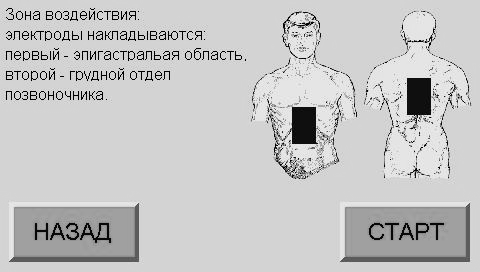 Зона воздействия:
электроды накладываются:
первый - эпигастральая область,
второй - грудной отдел
позвоночника.
НАЗАД
СТАРТ